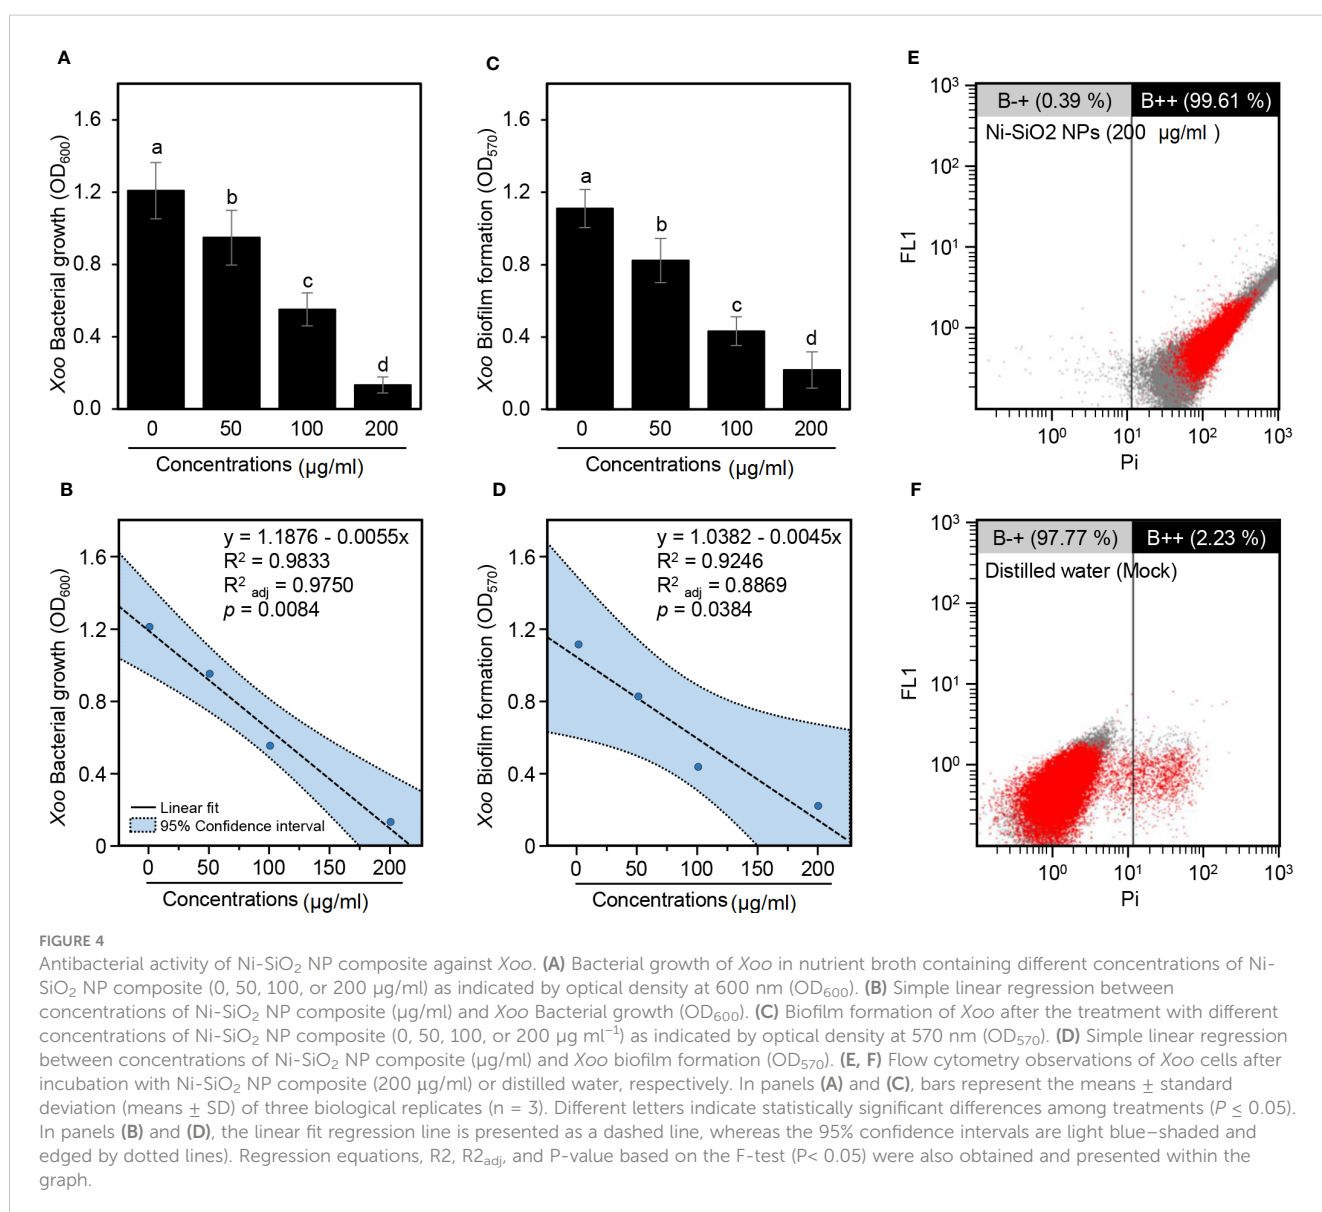 A
1.6
1.2
0.8
0.4
0.0
Xoo Bacterial growth (OD600)
a
b
c
d
0 50 100 200
Concentrations (µg/ml)
C
1.6
1.2
0.8
0.4
0.0
Xoo Biofilm formation (OD570)
a
b
c
d
0 50 100 200
Concentrations (µg/ml)
E
B-+ (0.39 %) B++ (99.61 %)
Ni-SiO2 NPs (200 µg/ml )
10³
10²
10¹
10⁰
FL1
10⁰ 10¹ 10² 10³
Pi
B
y = 1.1876 - 0.0055x
R² = 0.9833
R² adj = 0.9750
p = 0.0084
1.6
1.2
0.8
0.4
0
Xoo Bacterial growth (OD600)
Linear fit
95% Confidence interval
0 50 100 150 200
Concentrations (µg/ml)
D
y = 1.0382 - 0.0045x
R² = 0.9246
R² adj = 0.8869
p = 0.0384
1.6
1.2
0.8
0.4
0
Xoo Biofilm formation (OD570)
0 50 100 150 200
Concentrations (µg/ml)
F
B-+ (97.77 %) B++ (2.23 %)
Distilled water (Mock)
10³
10²
10¹
10⁰
FL1
10⁰ 10¹ 10² 10³
Pi
FIGURE 4
Antibacterial activity of Ni-SiO₂ NP composite against Xoo. (A) Bacterial growth of Xoo in nutrient broth containing different concentrations of Ni-
SiO₂ NP composite (0, 50, 100, or 200 µg/ml) as indicated by optical density at 600 nm (OD600). (B) Simple linear regression between
concentrations of Ni-SiO₂ NP composite (µg/ml) and Xoo Bacterial growth (OD600). (C) Biofilm formation of Xoo after the treatment with different
concentrations of Ni-SiO₂ NP composite (0, 50, 100, or 200 µg ml⁻¹) as indicated by optical density at 570 nm (OD570). (D) Simple linear regression
between concentrations of Ni-SiO₂ NP composite (µg/ml) and Xoo biofilm formation (OD570). (E, F) Flow cytometry observations of Xoo cells after
incubation with Ni-SiO₂ NP composite (200 µg/ml) or distilled water, respectively. In panels (A) and (C), bars represent the means ± standard
deviation (means ± SD) of three biological replicates (n = 3). Different letters indicate statistically significant differences among treatments (P ≤ 0.05).
In panels (B) and (D), the linear fit regression line is presented as a dashed line, whereas the 95% confidence intervals are light blue–shaded and
edged by dotted lines). Regression equations, R2, R2adj, and P-value based on the F-test (P< 0.05) were also obtained and presented within the
graph.